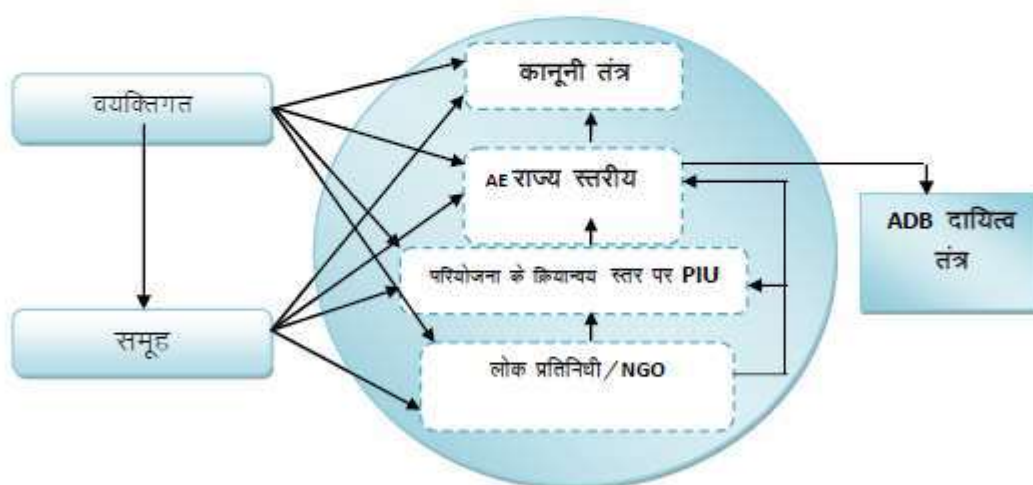 कानूनी तंत्र
वयक्तिगत
AE राज्य स्तरीय
ADB दायित्व
तंत्र
परियोजना के क्रियान्वय स्तर पर PIU
समूह
लोक प्रतिनिधी/NGO